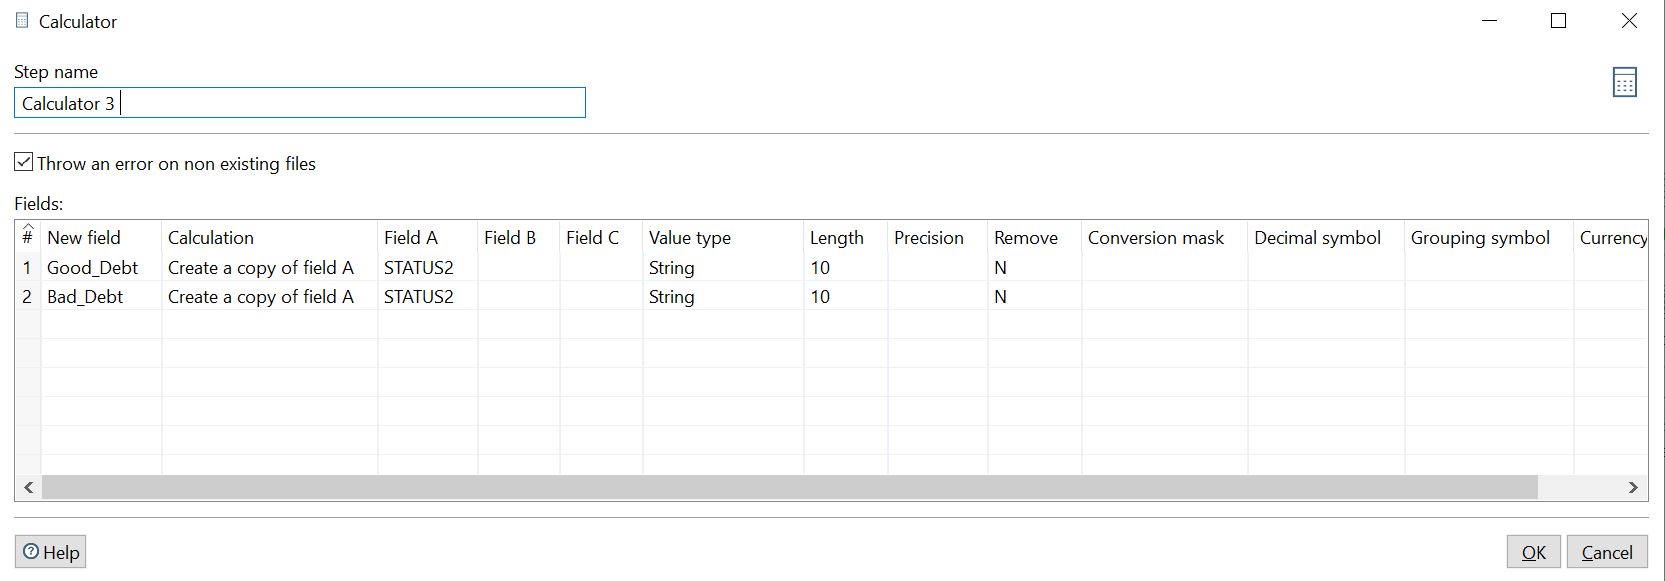 Calculator
Step name
Calculator 3
Throw an error on non existing files
Fields:
# New field Calculation Field A Field B Field C Value type Length Precision Remove Conversion mask Decimal symbol Grouping symbol Currency
1 Good_Debt Create a copy of field A STATUS2 String 10 N
2 Bad_Debt Create a copy of field A STATUS2 String 10 N
Help OK Cancel